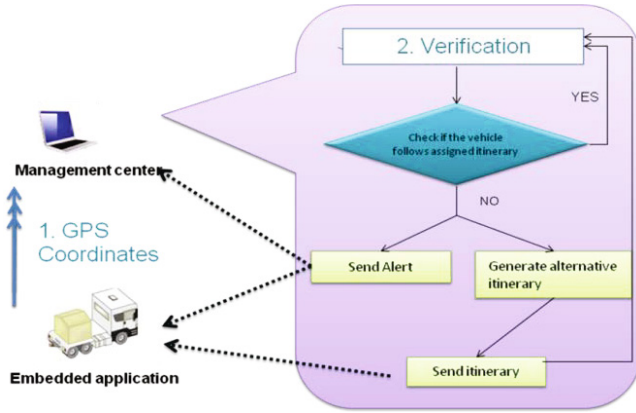 2. Verification
YES
Check if the vehicle
follows assigned itinerary
Management center
NO
1. GPS
Coordinates
Send Alert
Generate alternative
itinerary
Send itinerary
Embedded application